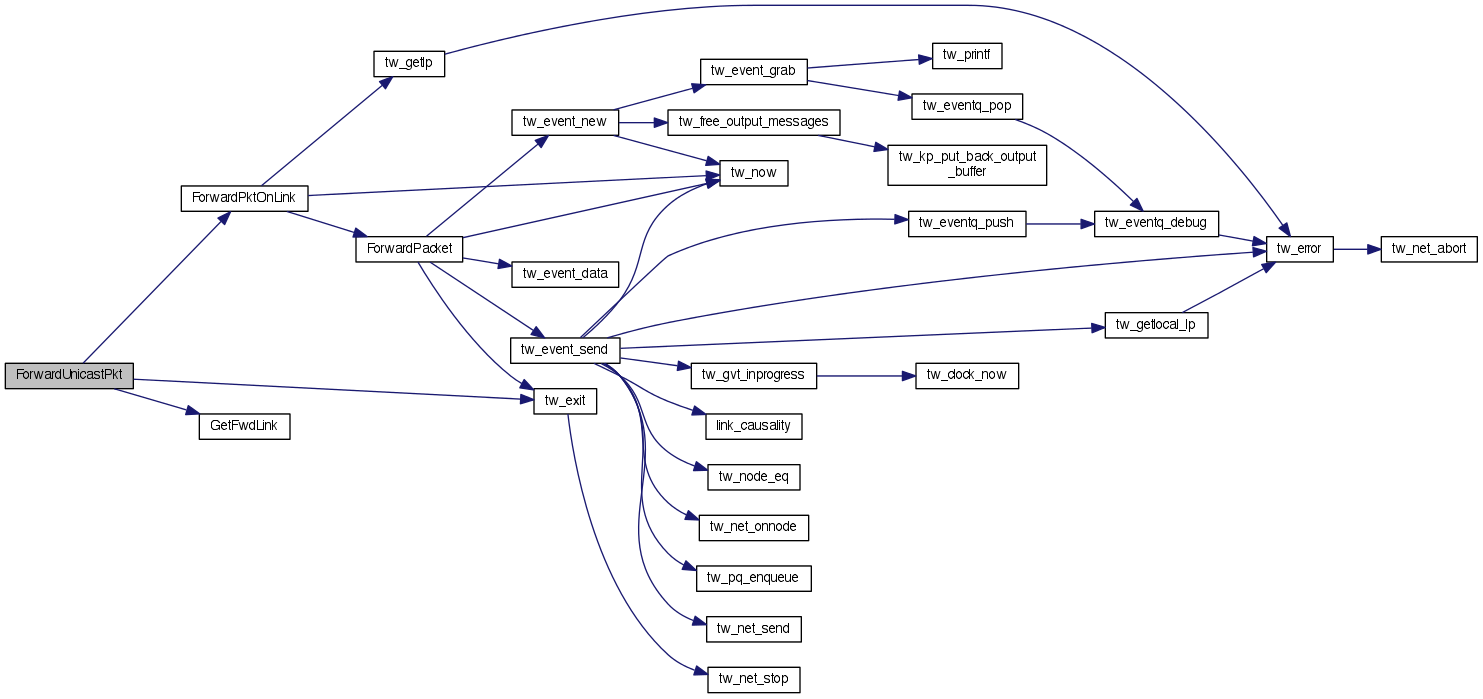 tw_getlp
tw_printf
tw_event_grab
tw_eventq_pop
tw_event_new
tw_free_output_messages
tw_kp_put_back_output
_buffer
tw_now
ForwardPktOnLink
ForwardPacket
tw_eventq_push
tw_eventq_debug
tw_error
tw_net_abort
tw_event_data
tw_getlocal_lp
tw_event_send
ForwardUnicastPkt
tw_gvt_inprogress
tw_clock_now
tw_exit
GetFwdLink
link_causality
tw_node_eq
tw_net_onnode
tw_pq_enqueue
tw_net_send
tw_net_stop